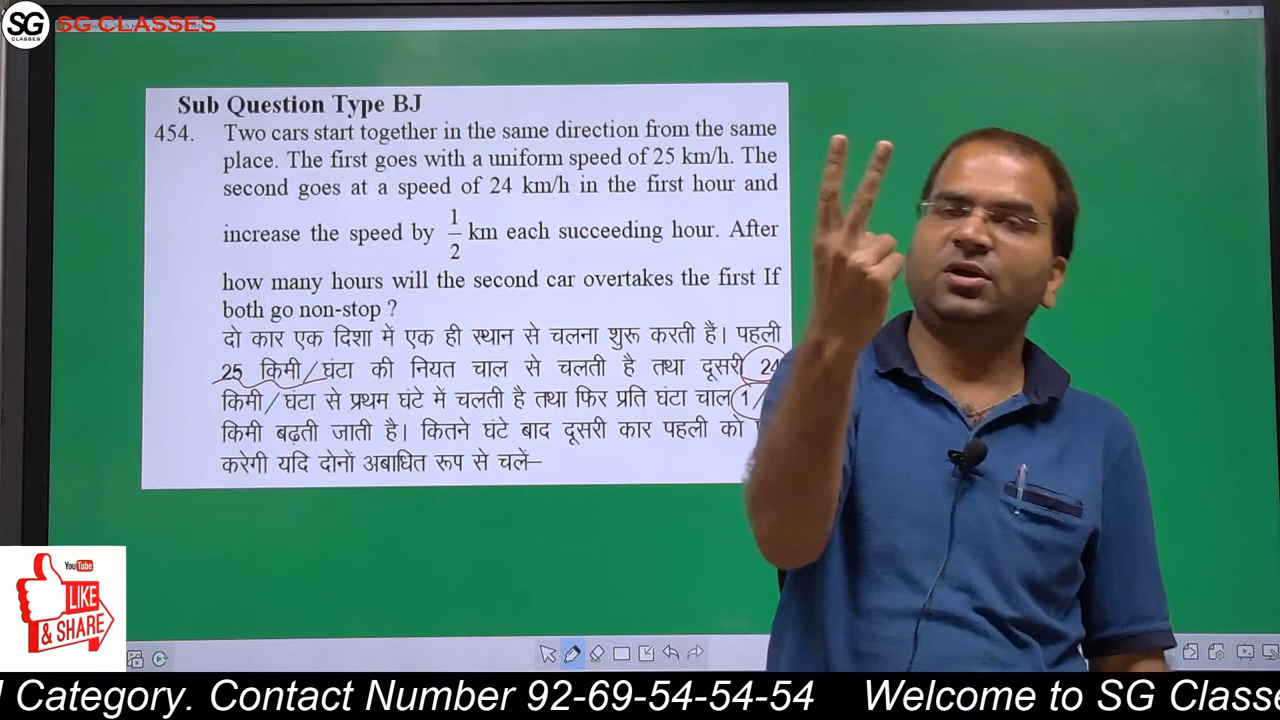 SG
CLASSES
SG CLASSES
Sub Question Type BJ
454. Two cars start together in the same direction from the same
place. The first goes with a uniform speed of 25 km/h. The
second goes at a speed of 24 km/h in the first hour and
increase the speed by 1/2 km each succeeding hour. After
how many hours will the second car overtakes the first If
both go non-stop ?
दो कार एक दिशा में एक ही स्थान से चलना शुरू करती हैं। पहली
25 किमी/घंटा की नियत चाल से चलती है तथा दूसरी 24
किमी/घंटा से प्रथम घंटे में चलती है तथा फिर प्रति घंटा चाल 1/
किमी बढ़ती जाती है। कितने घंटे बाद दूसरी कार पहली को
करेगी यदि दोनों अबाधित रूप से चलें–
YouTube
LIKE
& SHARE
Category. Contact Number 92-69-54-54-54 Welcome to SG Classe